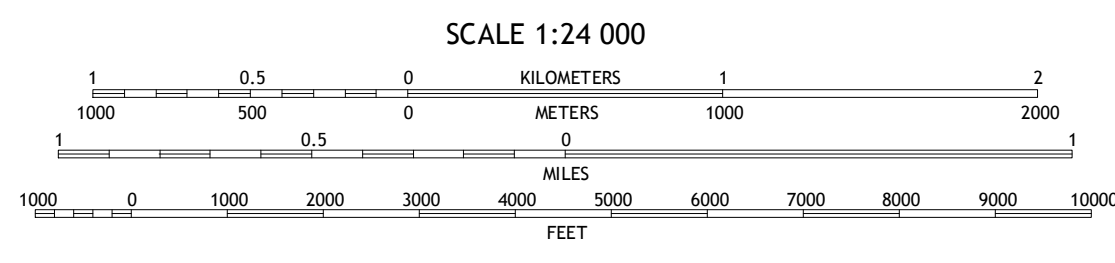 SCALE 1:24 000
1 0.5 0 KILOMETERS 1 2
1000 500 0 METERS 1000 2000
1 0.5 0 1
MILES
1000 0 1000 2000 3000 4000 5000 6000 7000 8000 9000 10000
FEET